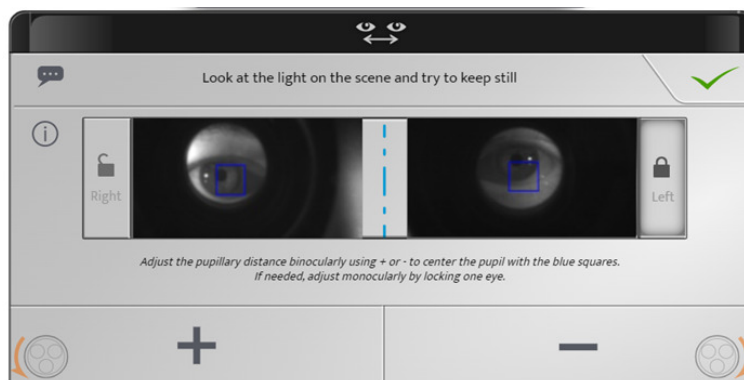 Look at the light on the scene and try to keep still
Right
Left
Adjust the pupillary distance binocularly using + or - to center the pupil with the blue squares.
If needed, adjust monocularly by locking one eye.